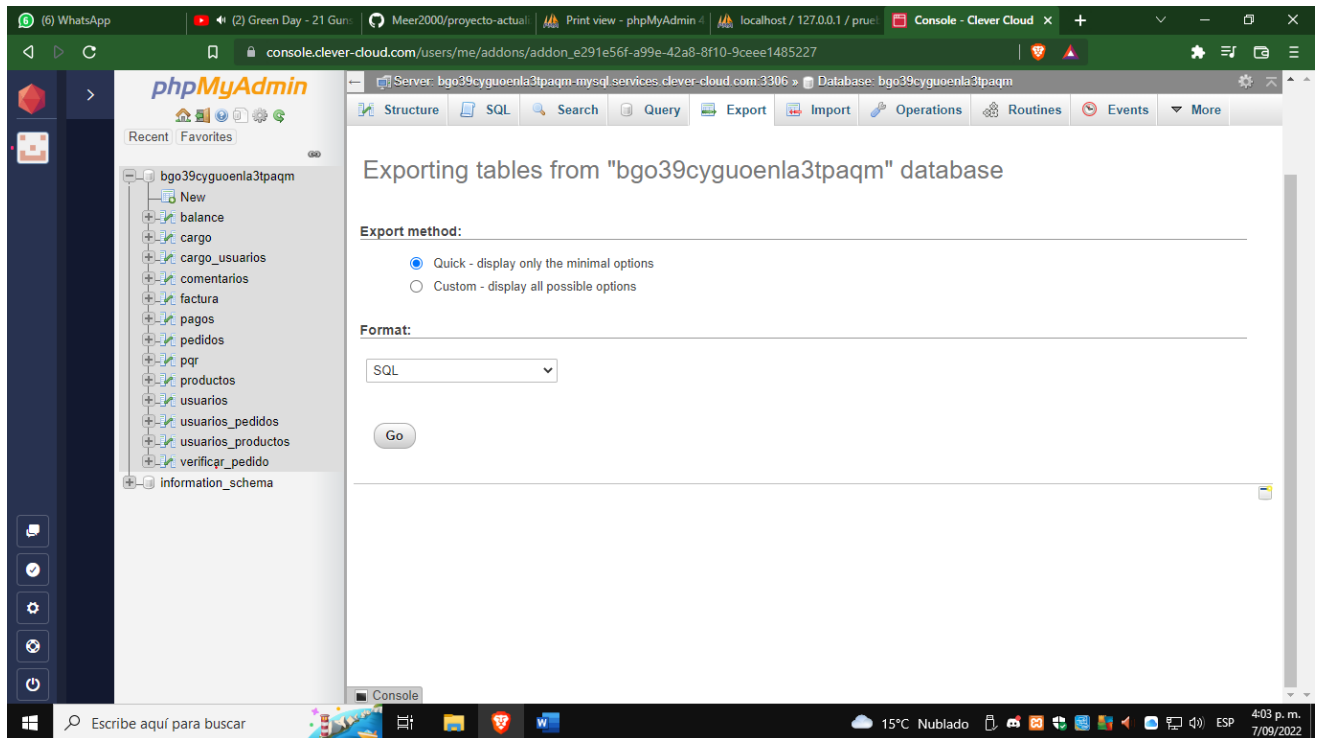 (6) WhatsApp
(2) Green Day - 21 Guns
Meer2000/proyecto-actuali
Print view - phpMyAdmin 4
localhost / 127.0.0.1 / prue
Console - Clever Cloud
console.clever-cloud.com/users/me/addons/addon_e291e56f-a99e-42a8-8f10-9ceee1485227
phpMyAdmin
Recent Favorites
bgo39cyguoenla3tpaqm
New
balance
cargo
cargo_usuarios
comentarios
factura
pagos
pedidos
pqr
productos
usuarios
usuarios_pedidos
usuarios_productos
verificar_pedido
information_schema
Server: bgo39cyguoenla3tpaqm-mysql.services.clever-cloud.com:3306 » Database: bgo39cyguoenla3tpaqm
Structure SQL Search Query Export Import Operations Routines Events More
Exporting tables from "bgo39cyguoenla3tpaqm" database
Export method:
Quick - display only the minimal options
Custom - display all possible options
Format:
SQL
Go
Console
Escribe aquí para buscar
15°C Nublado
ESP
4:03 p. m.
7/09/2022